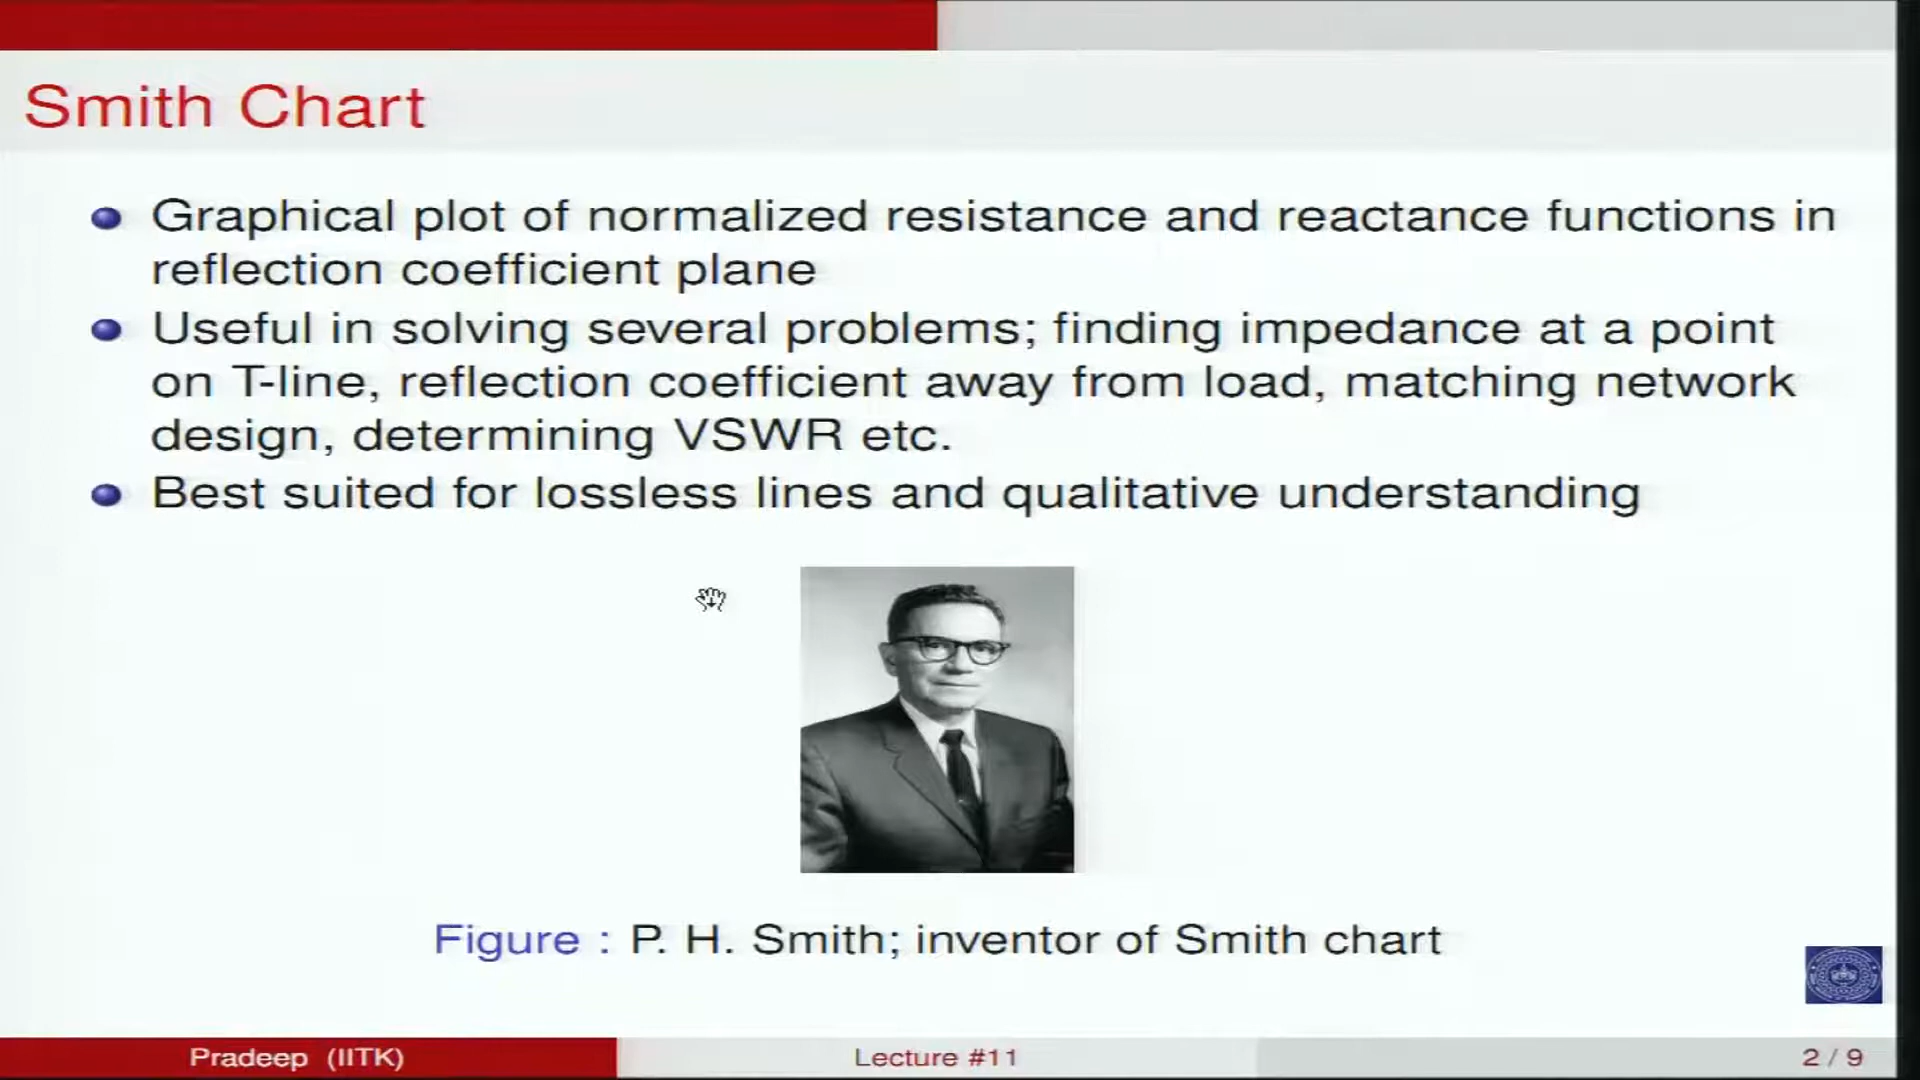 Smith Chart
Graphical plot of normalized resistance and reactance functions in
reflection coefficient plane
Useful in solving several problems; finding impedance at a point
on T-line, reflection coefficient away from load, matching network
design, determining VSWR etc.
Best suited for lossless lines and qualitative understanding
Figure : P. H. Smith; inventor of Smith chart
Pradeep (IITK)
Lecture #11
2 / 9